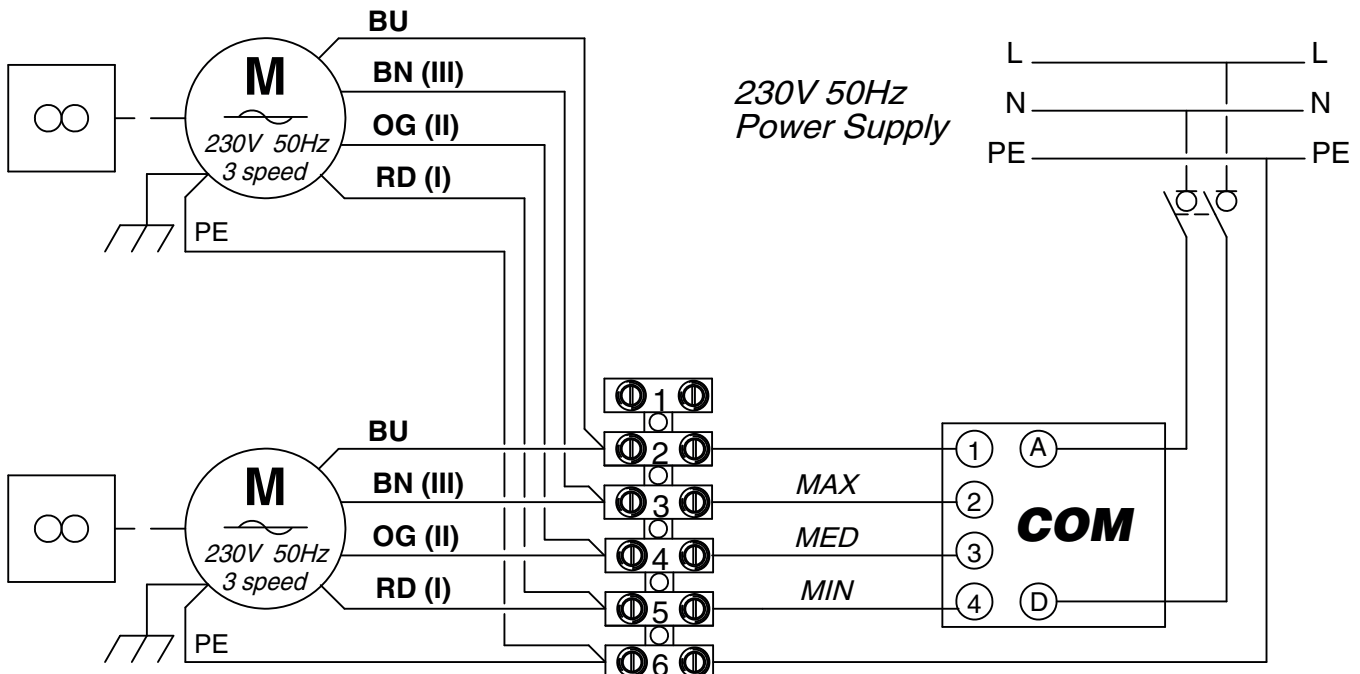 BU
BN (III)
OG (II)
RD (I)
M
230V 50Hz
3 speed
PE
230V 50Hz
Power Supply
L L
N N
PE PE
BU
BN (III)
OG (II)
RD (I)
M
230V 50Hz
3 speed
PE
1
2
3
4
5
6
MAX
MED
MIN
1 A
2
3
4 D
COM